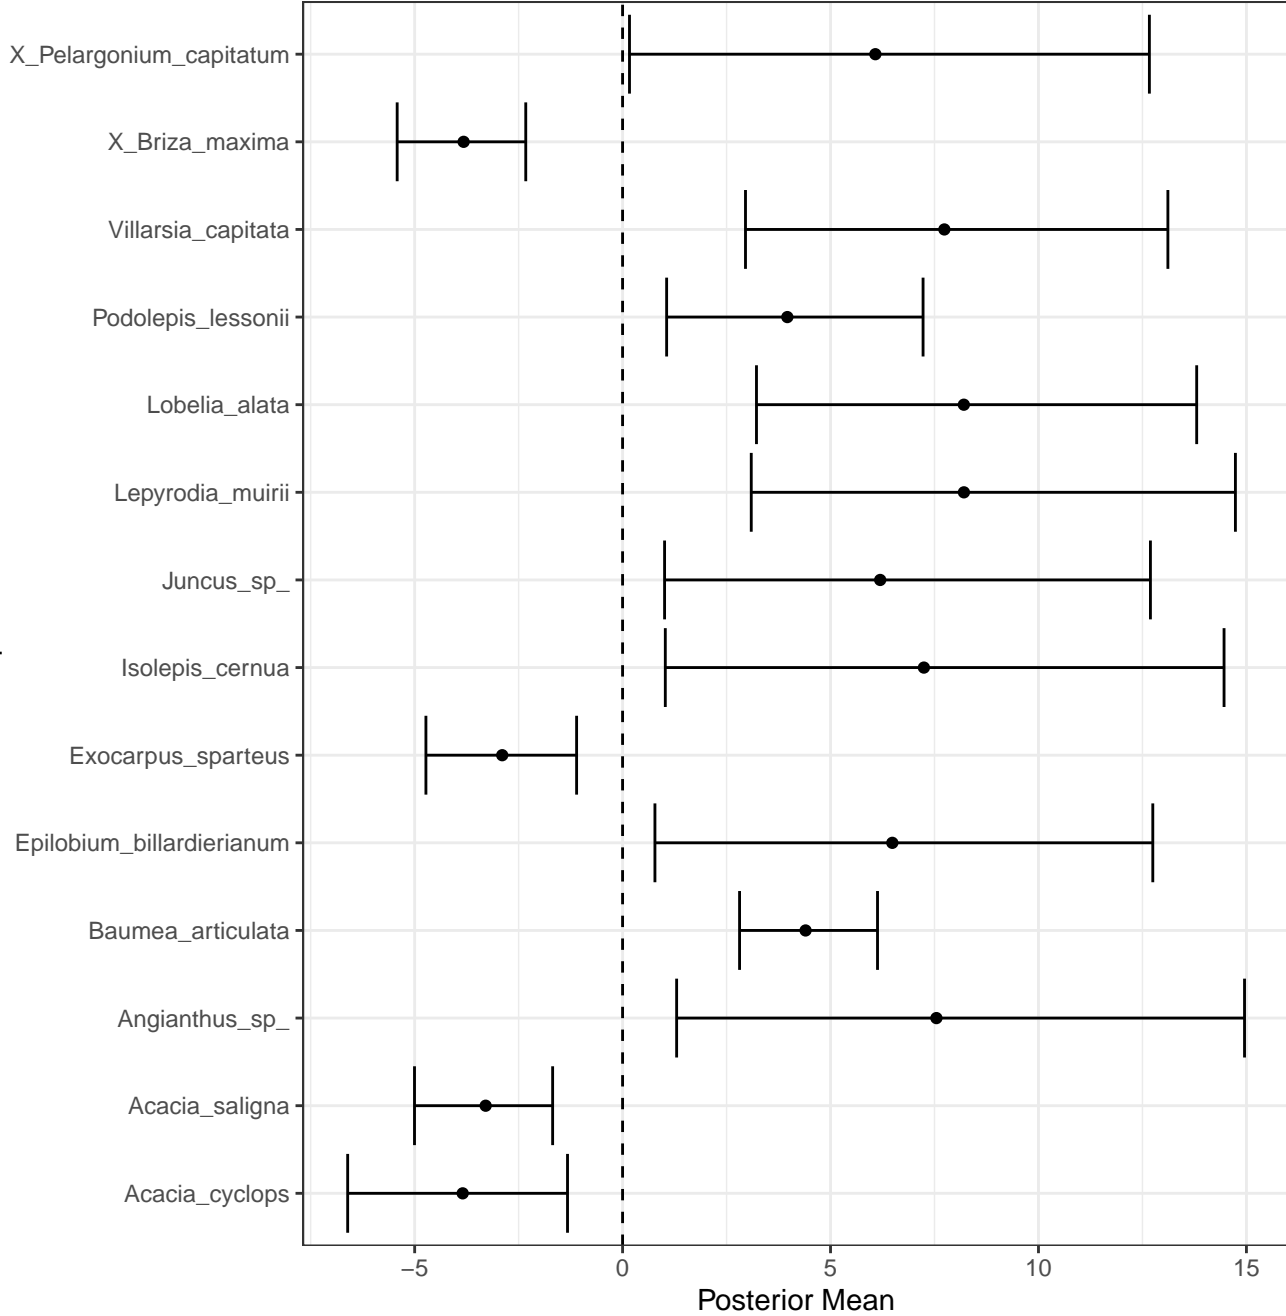 X_Pelargonium_capitatum
X_Briza_maxima
Villarsia_capitata
Podolepis_lessonii
Lobelia_alata
Lepyrodia_muirii
Juncus_sp_
Isolepis_cernua
Exocarpus_sparteus
Epilobium_billardierianum
Baumea_articulata
Angianthus_sp_
Acacia_saligna
Acacia_cyclops
−5 0 5 10 15
Posterior Mean